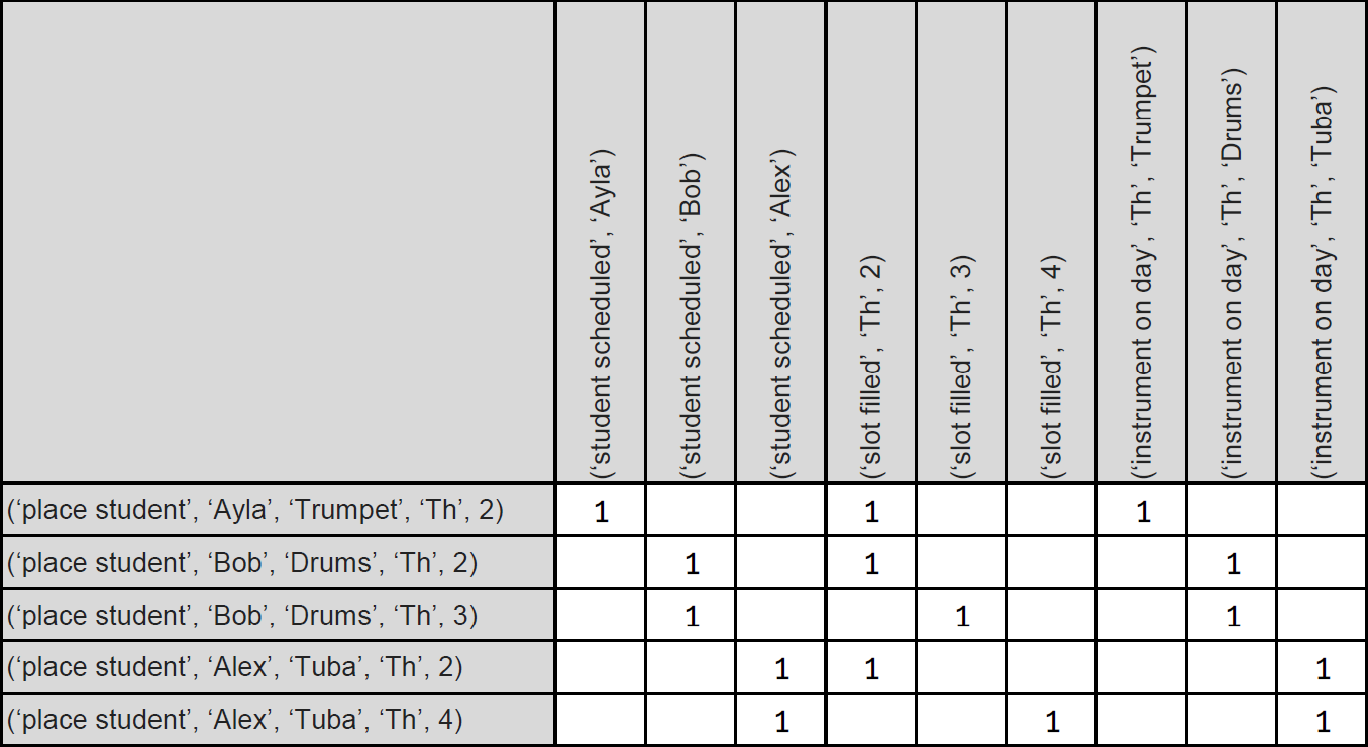 (‘student scheduled’, ‘Ayla’)
(‘student scheduled’, ‘Bob’)
(‘student scheduled’, ‘Alex’)
(‘slot filled’, ‘Th’, 2)
(‘slot filled’, ‘Th’, 3)
(‘slot filled’, ‘Th’, 4)
(‘instrument on day’, ‘Th’, ‘Trumpet’)
(‘instrument on day’, ‘Th’, ‘Drums’)
(‘instrument on day’, ‘Th’, ‘Tuba’)
(‘place student’, ‘Ayla’, ‘Trumpet’, ‘Th’, 2) 1 1 1
(‘place student’, ‘Bob’, ‘Drums’, ‘Th’, 2) 1 1 1
(‘place student’, ‘Bob’, ‘Drums’, ‘Th’, 3) 1 1 1
(‘place student’, ‘Alex’, ‘Tuba’, ‘Th’, 2) 1 1 1
(‘place student’, ‘Alex’, ‘Tuba’, ‘Th’, 4) 1 1 1